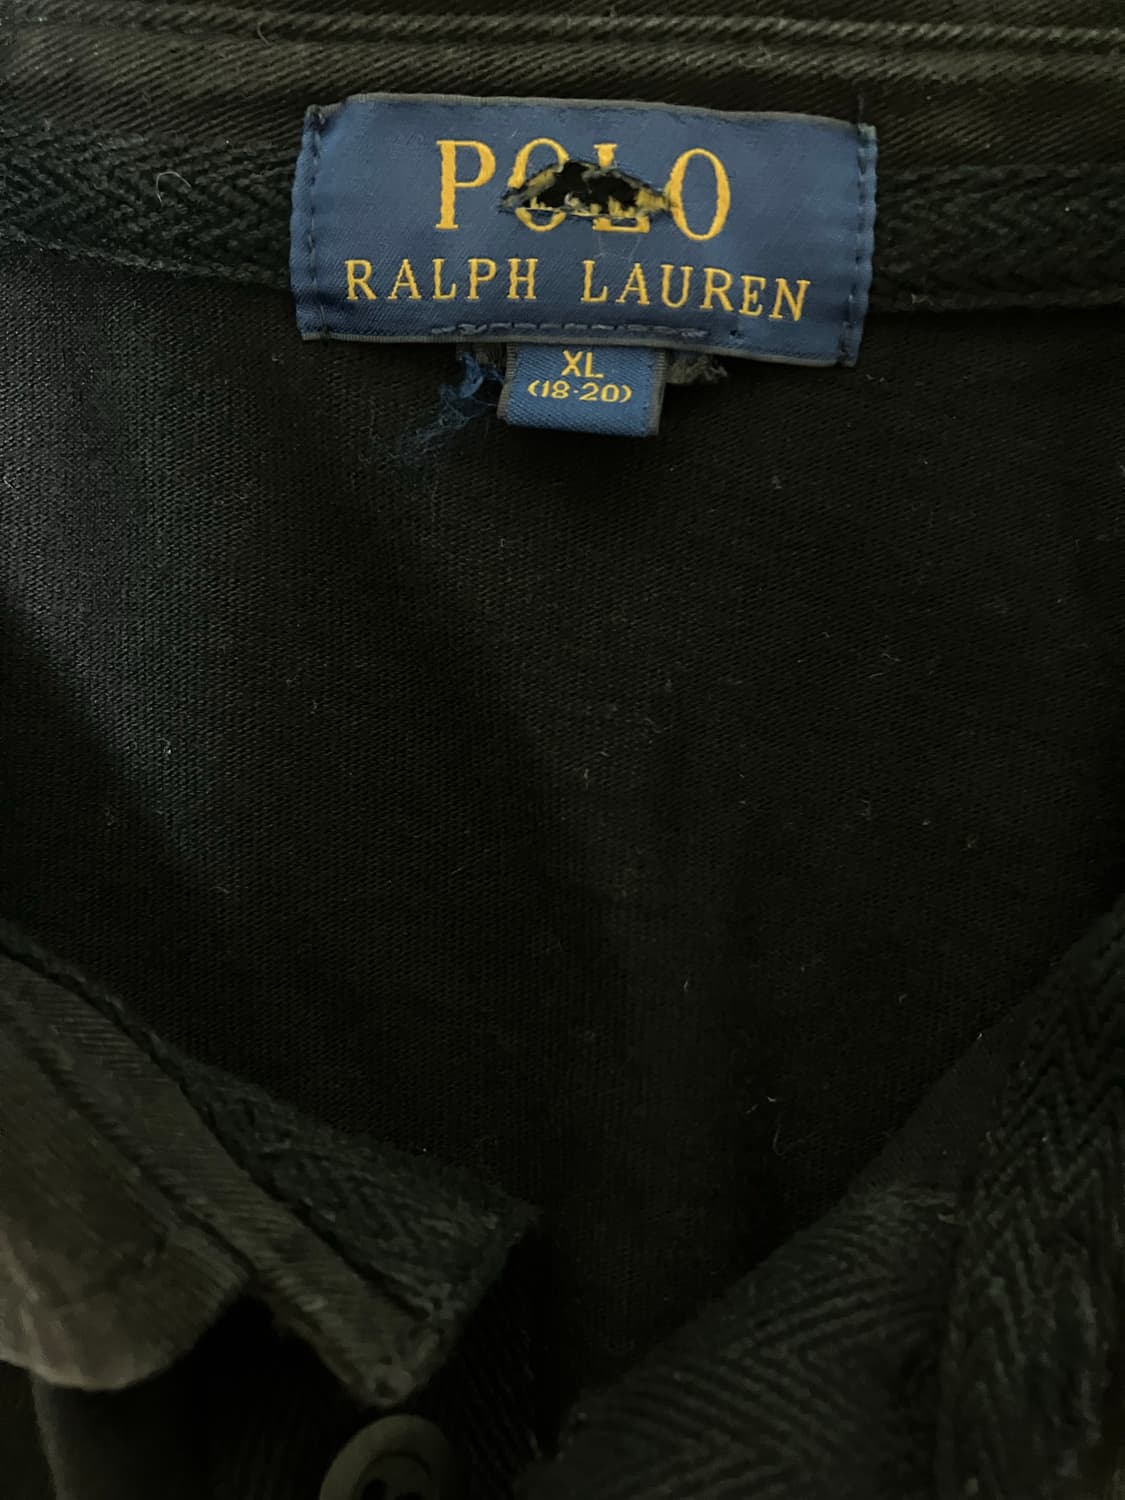 POLO
RALPH LAUREN
XL
(18-20)